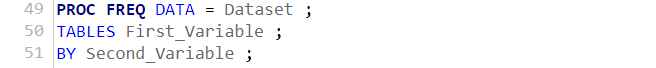 49 PROC FREQ DATA = Dataset ;
50 TABLES First_Variable ;
51 BY Second_Variable ;